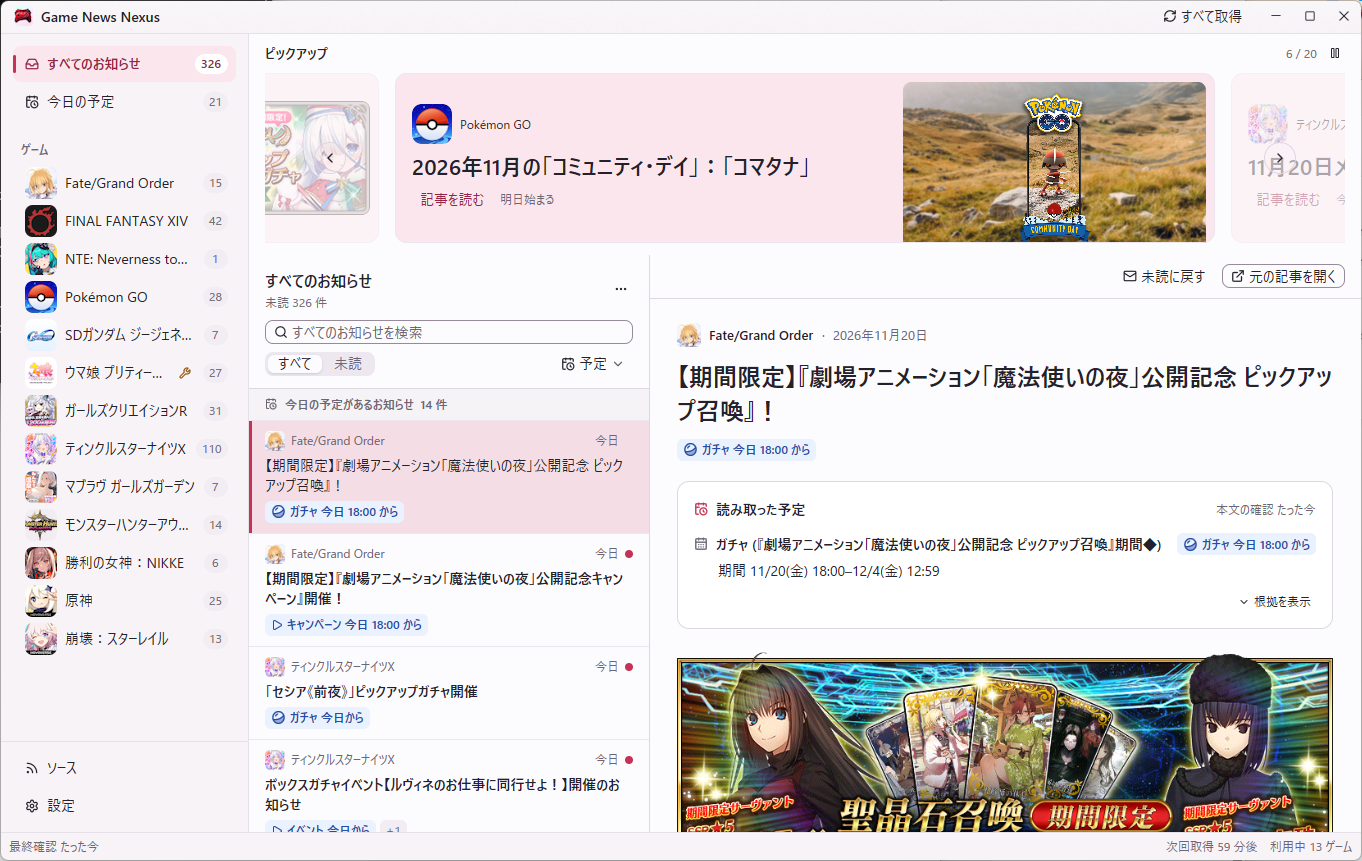 Game News Nexus
すべて取得
すべてのお知らせ 326
今日の予定 21
ゲーム
Fate/Grand Order 15
FINAL FANTASY XIV 42
NTE: Neverness to... 1
Pokémon GO 28
SDガンダム ジージェネ... 7
ウマ娘 プリティー... 27
ガールズクリエイションR 31
ティンクルスターナイツX 110
マブラヴ ガールズガーデン 7
モンスターハンターアウ... 14
勝利の女神：NIKKE 6
原神 25
崩壊：スターレイル 13
ソース
設定
ピックアップ
6 / 20
Pokémon GO
2026年11月の「コミュニティ・デイ」：「コマタナ」
記事を読む 明日始まる
Pokémon GO
COMMUNITY DAY
ティンクルス
11月20日メ
記事を読む
すべてのお知らせ
未読 326 件
すべてのお知らせを検索
すべて 未読
予定
今日の予定があるお知らせ 14 件
Fate/Grand Order 今日
【期間限定】『劇場アニメーション「魔法使いの夜」公開記念 ピック
アップ召喚』！
ガチャ 今日 18:00 から
Fate/Grand Order 今日
【期間限定】『劇場アニメーション「魔法使いの夜」公開記念キャン
ペーン』開催！
キャンペーン 今日 18:00 から
ティンクルスターナイツX 今日
「セシア《前夜》」ピックアップガチャ開催
ガチャ 今日から
ティンクルスターナイツX 今日
ボックスガチャイベント【ルヴィネのお仕事に同行せよ！】開催のお
知らせ
イベント 今日から +1
未読に戻す
元の記事を開く
Fate/Grand Order · 2026年11月20日
【期間限定】『劇場アニメーション「魔法使いの夜」公開記念 ピックアッ
プ召喚』！
ガチャ 今日 18:00 から
読み取った予定
本文の確認 たった今
ガチャ (『劇場アニメーション「魔法使いの夜」公開記念 ピックアップ召喚』期間◆)
ガチャ 今日 18:00 から
期間 11/20(金) 18:00–12/4(金) 12:59
根拠を表示
期間限定サーヴァント
聖晶石召喚 期間限定
期間限定サーヴァント
最終確認 たった今
次回取得 59 分後 利用中 13 ゲーム